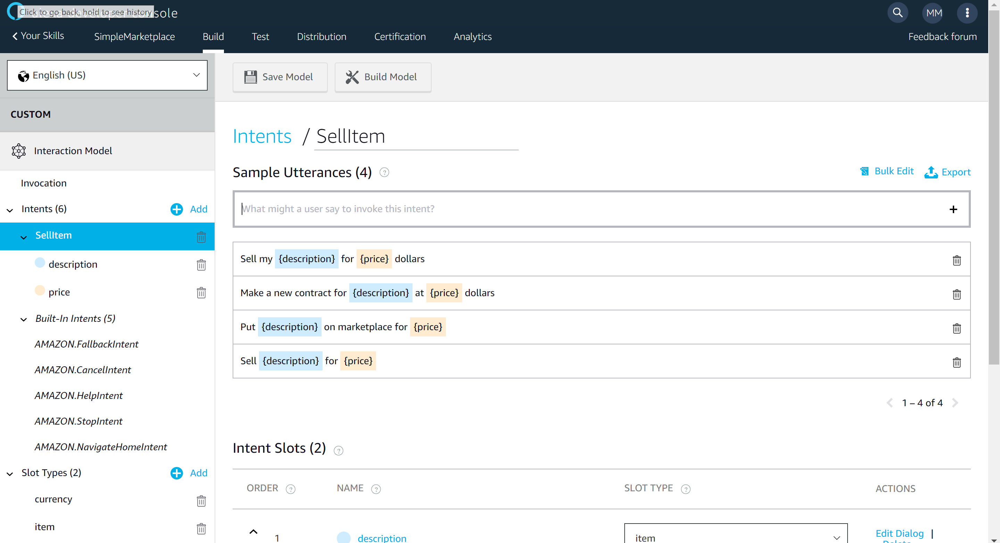 Click to go back, hold to see history
alexa developer console
MM
Your Skills
SimpleMarketplace
Build
Test
Distribution
Certification
Analytics
Feedback forum
English (US)
Save Model
Build Model
CUSTOM
Interaction Model
Invocation
Intents (6)
Add
SellItem
description
price
Built-In Intents (5)
AMAZON.FallbackIntent
AMAZON.CancelIntent
AMAZON.HelpIntent
AMAZON.StopIntent
AMAZON.NavigateHomeIntent
Slot Types (2)
Add
currency
item
Intents / SellItem
Sample Utterances (4) ?
Bulk Edit
Export
What might a user say to invoke this intent?
Sell my {description} for {price} dollars
Make a new contract for {description} at {price} dollars
Put {description} on marketplace for {price}
Sell {description} for {price}
1 – 4 of 4
Intent Slots (2) ?
ORDER ? NAME ? SLOT TYPE ? ACTIONS
1 description item Edit Dialog |
Delete